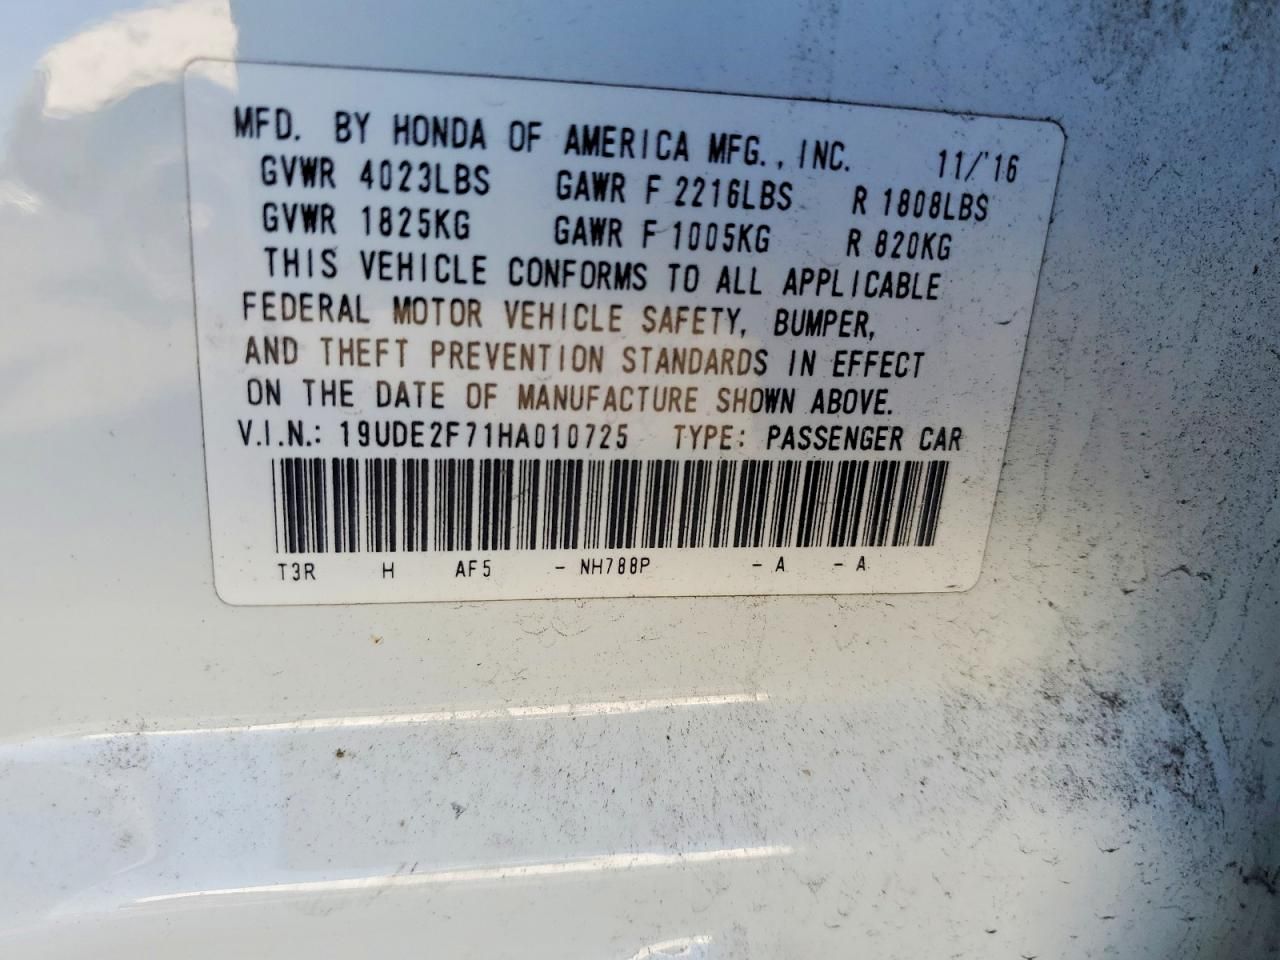 MFD. BY HONDA OF AMERICA MFG., INC. 11/'16
GVWR 4023LBS GAWR F 2216LBS R 1808LBS
GVWR 1825KG GAWR F 1005KG R 820KG
THIS VEHICLE CONFORMS TO ALL APPLICABLE
FEDERAL MOTOR VEHICLE SAFETY, BUMPER,
AND THEFT PREVENTION STANDARDS IN EFFECT
ON THE DATE OF MANUFACTURE SHOWN ABOVE.
V.I.N.: 19UDE2F71HA010725 TYPE: PASSENGER CAR
T3R H AF5 - NH788P - A - A